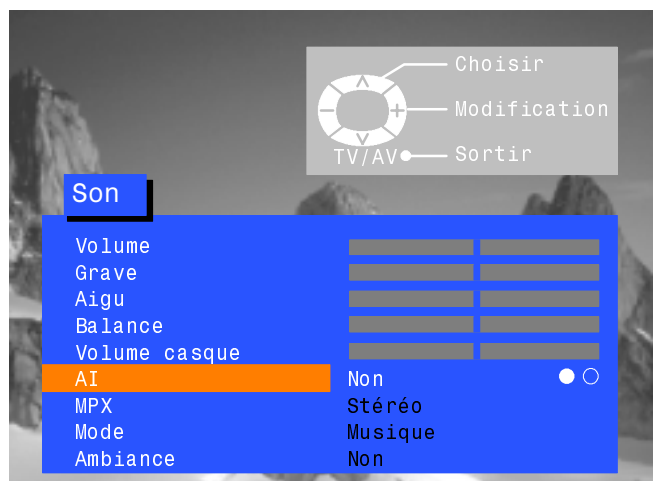 Choisir
Modification
TV/AV Sortir
Son
Volume
Grave
Aigu
Balance
Volume casque
AI Non
MPX Stéréo
Mode Musique
Ambiance Non